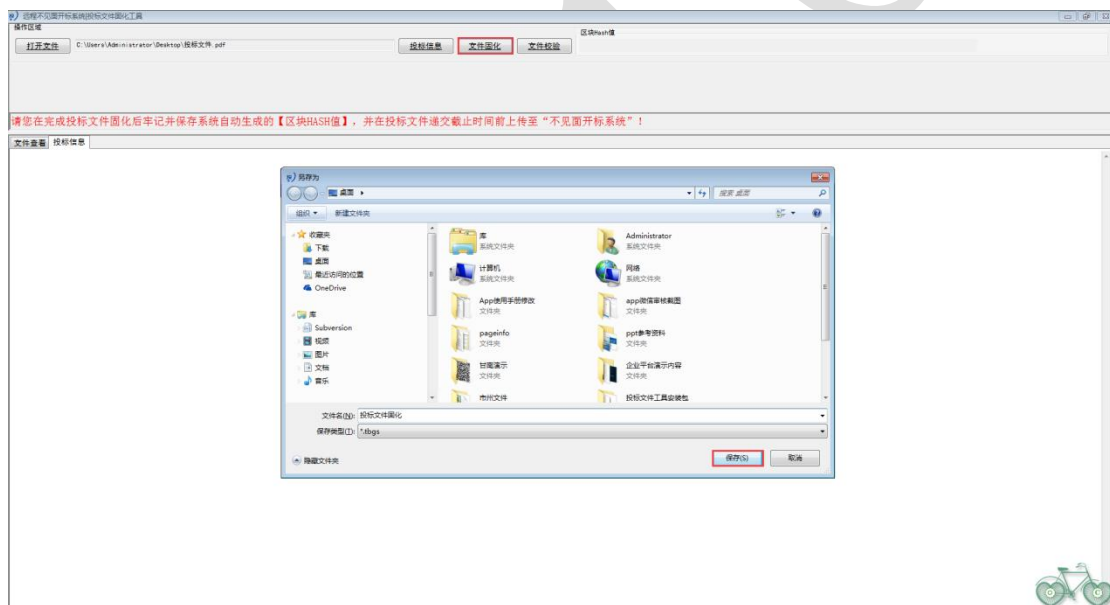 远程不见面开标系统|投标文件固化工具
操作区域
打开文件 C:\Users\Administrator\Desktop\投标文件.pdf 投标信息 文件固化 文件校验
区块Hash值
请您在完成投标文件固化后牢记并保存系统自动生成的【区块HASH值】,并在投标文件递交截止时间前上传至“不见面开标系统”!
文件查看 投标信息
另存为
桌面 搜索 桌面
组织 新建文件夹
收藏夹
下载
桌面
最近访问的位置
OneDrive
库
Subversion
视频
图片
文档
音乐
库
系统文件夹
Administrator
系统文件夹
计算机
系统文件夹
网络
系统文件夹
App使用手册修改
文件夹
app微信审核截图
文件夹
pageinfo
文件夹
ppt参考资料
文件夹
甘南演示
文件夹
企业平台演示内容
文件夹
市州文件
投标文件工具安装包
文件名(N): 投标文件固化
保存类型(T): *.tbgs
隐藏文件夹 保存(S) 取消